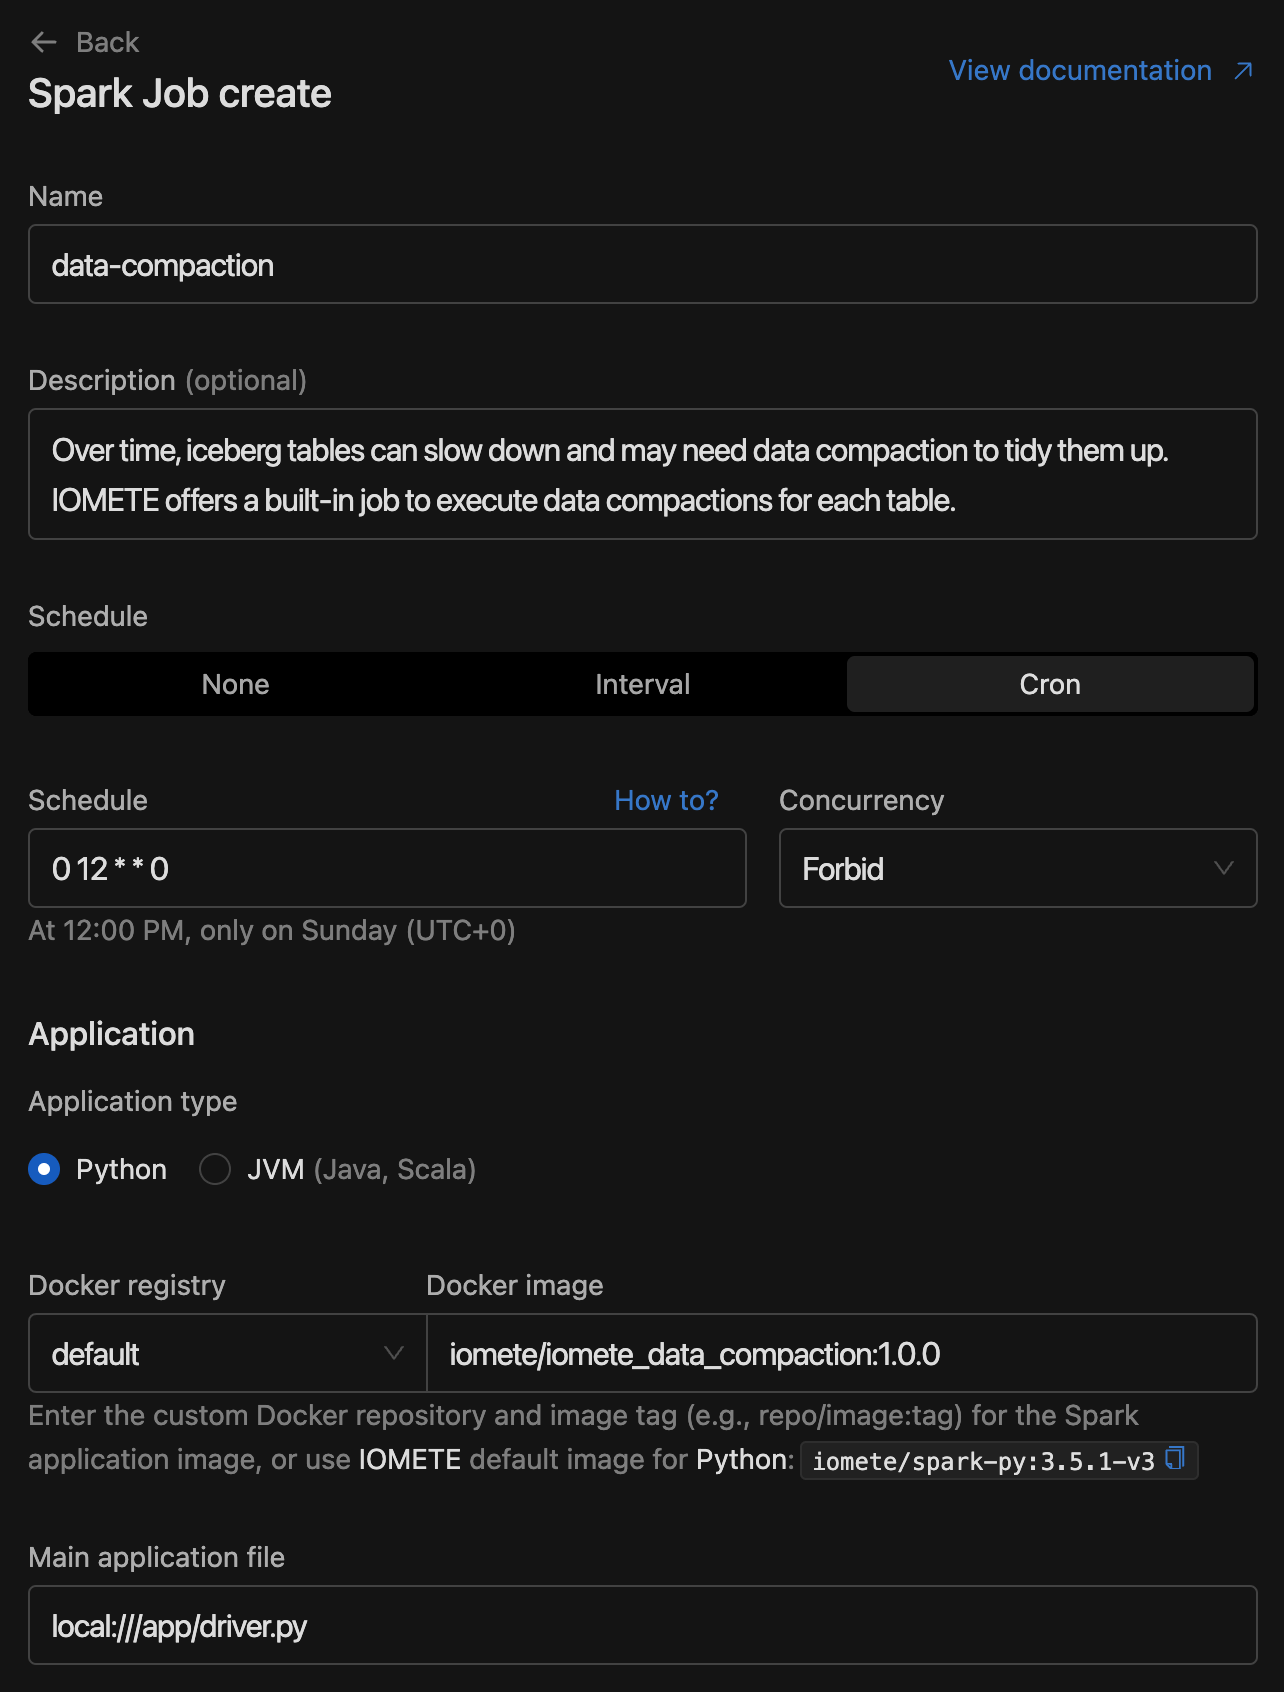 Back
Spark Job create
View documentation
Name
data-compaction
Description (optional)
Over time, iceberg tables can slow down and may need data compaction to tidy them up.
IOMETE offers a built-in job to execute data compactions for each table.
Schedule
None Interval Cron
Schedule How to? Concurrency
0 12 * * 0 Forbid
At 12:00 PM, only on Sunday (UTC+0)
Application
Application type
Python JVM (Java, Scala)
Docker registry Docker image
default iomete/iomete_data_compaction:1.0.0
Enter the custom Docker repository and image tag (e.g., repo/image:tag) for the Spark
application image, or use IOMETE default image for Python: iomete/spark-py:3.5.1-v3
Main application file
local:///app/driver.py